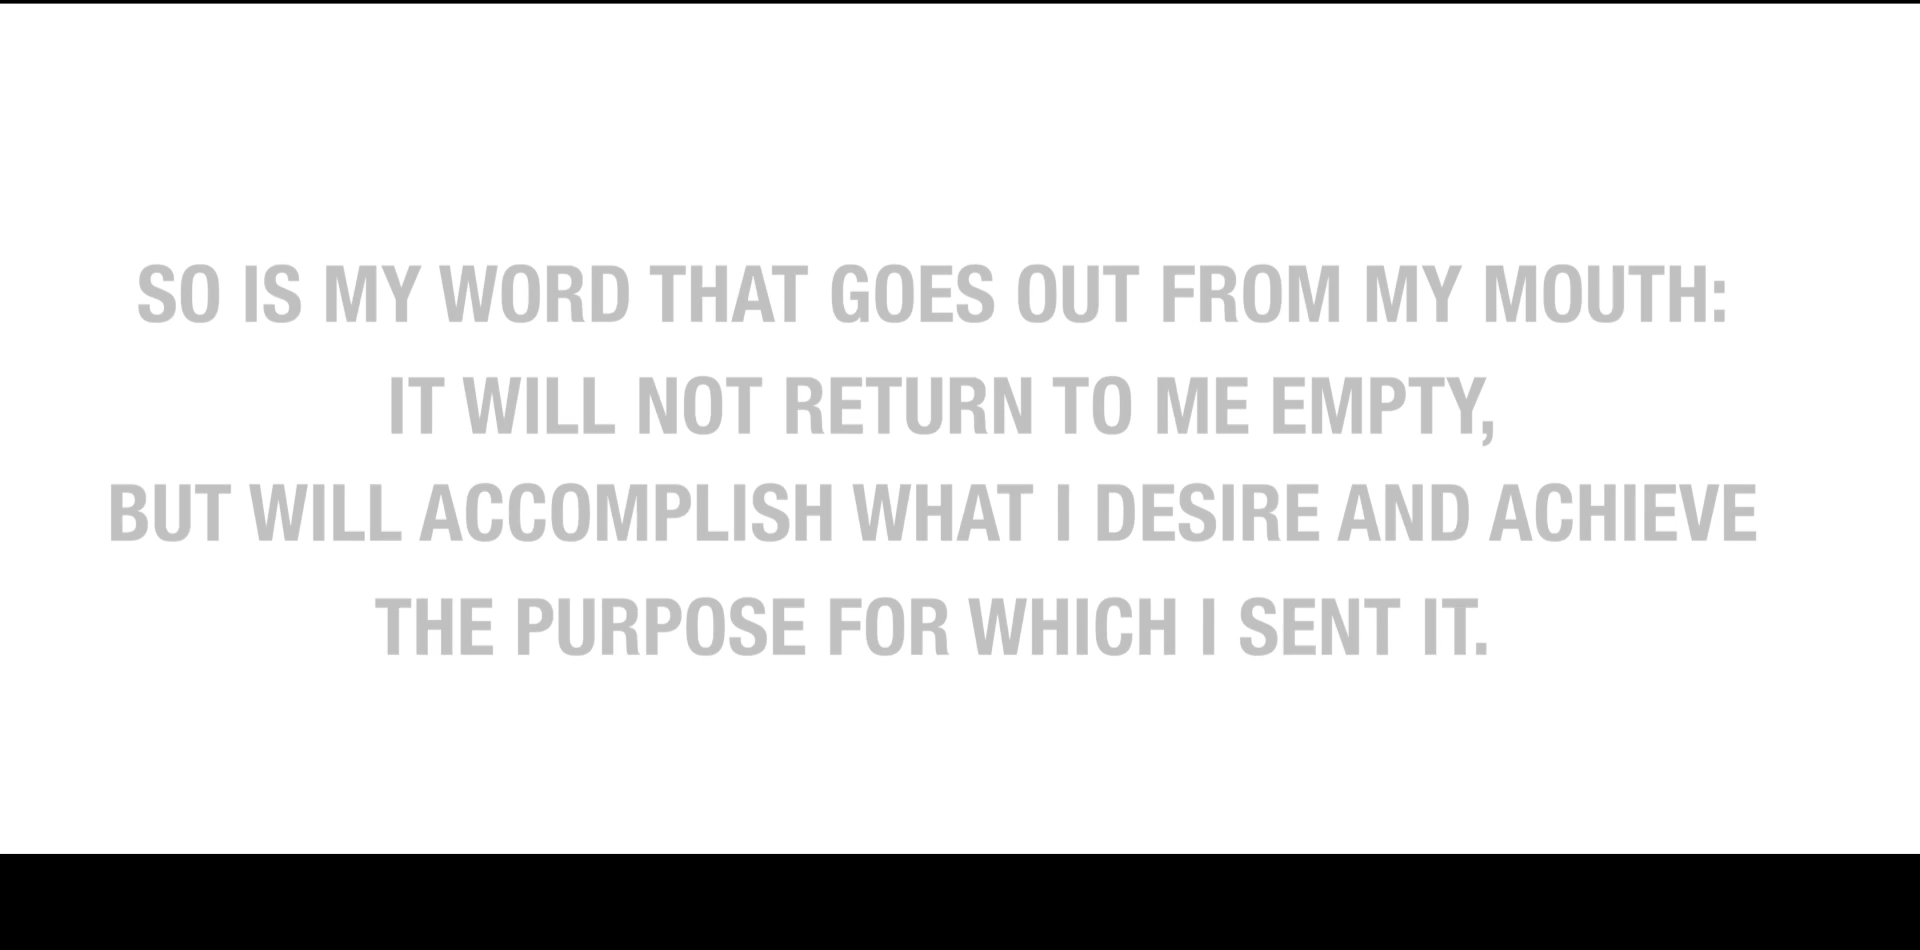 SO IS MY WORD THAT GOES OUT FROM MY MOUTH:
IT WILL NOT RETURN TO ME EMPTY,
BUT WILL ACCOMPLISH WHAT I DESIRE AND ACHIEVE
THE PURPOSE FOR WHICH I SENT IT.